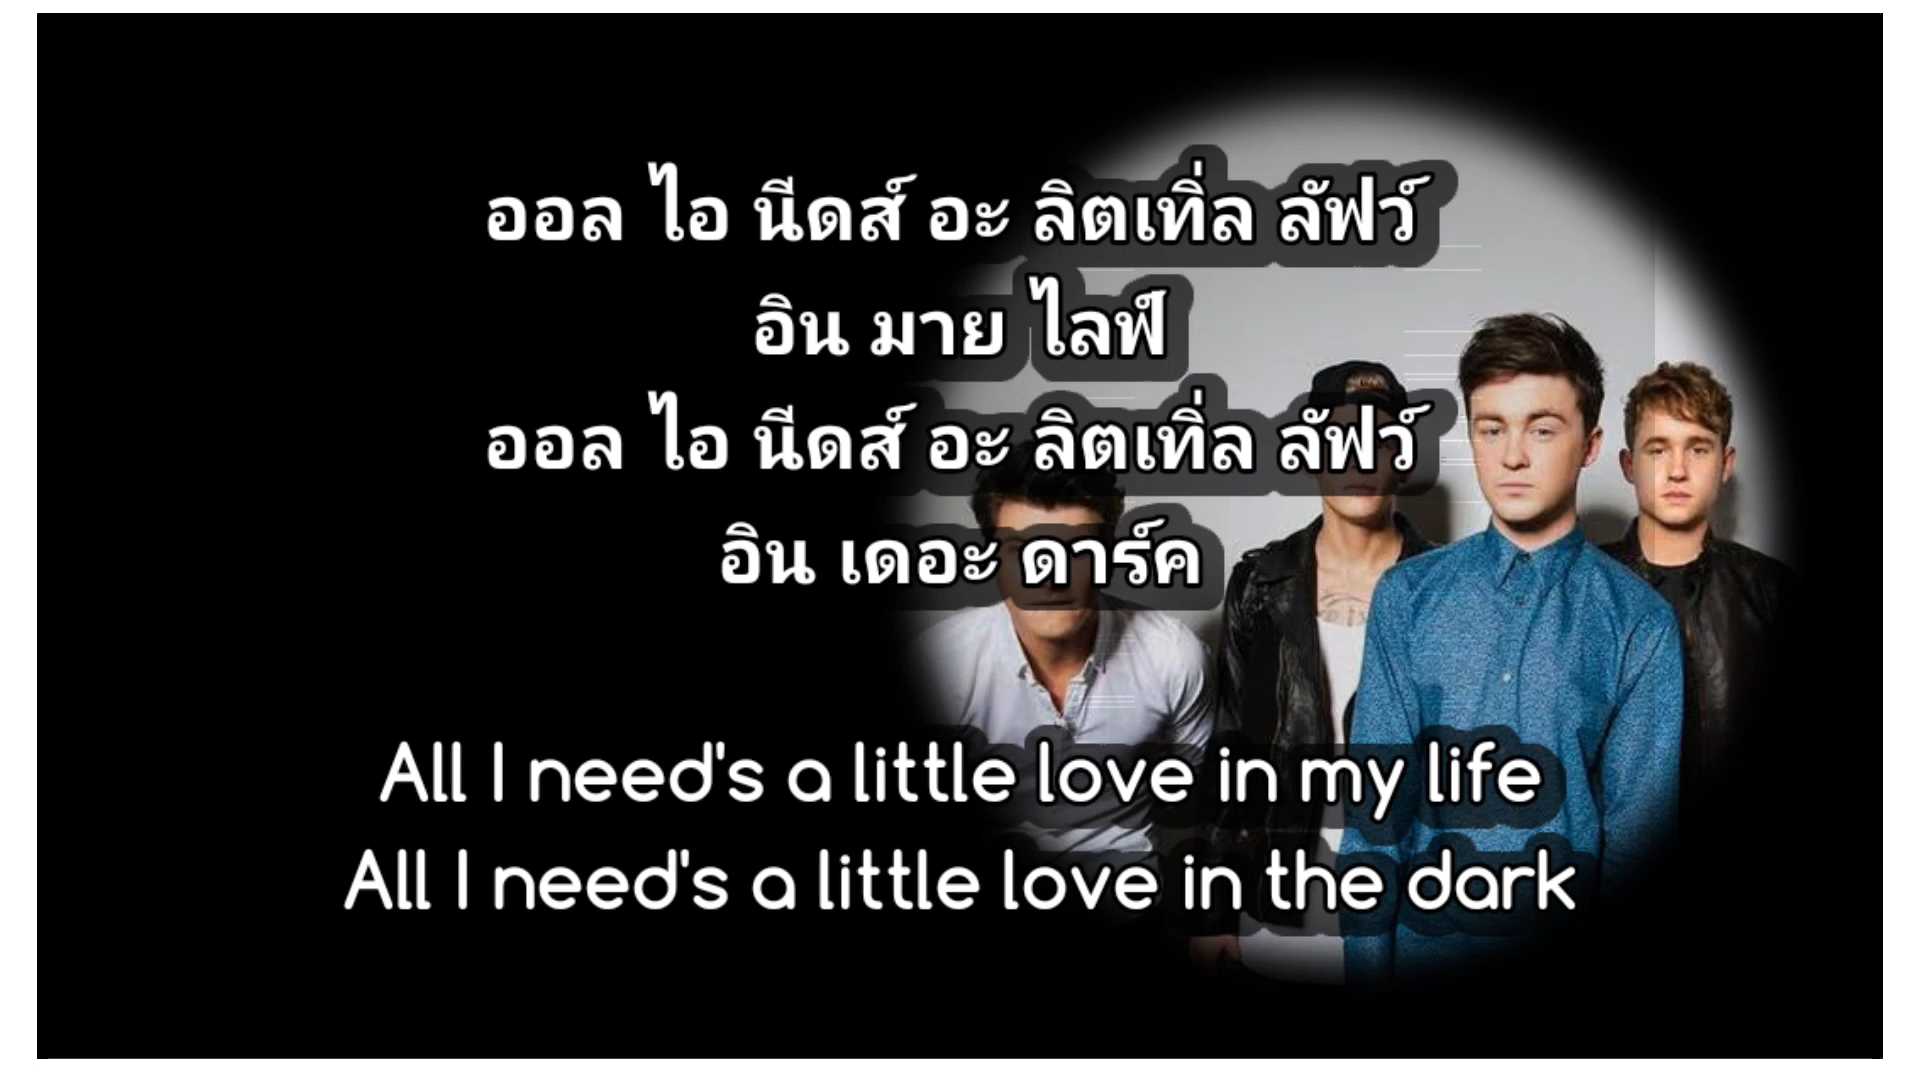 ออล ไอ นีดส์ อะ ลิตเทิ่ล ลัฟว์
อิน มาย ไลฟ์
ออล ไอ นีดส์ อะ ลิตเทิ่ล ลัฟว์
อิน เดอะ ดาร์ค
All I need's a little love in my life
All I need's a little love in the dark